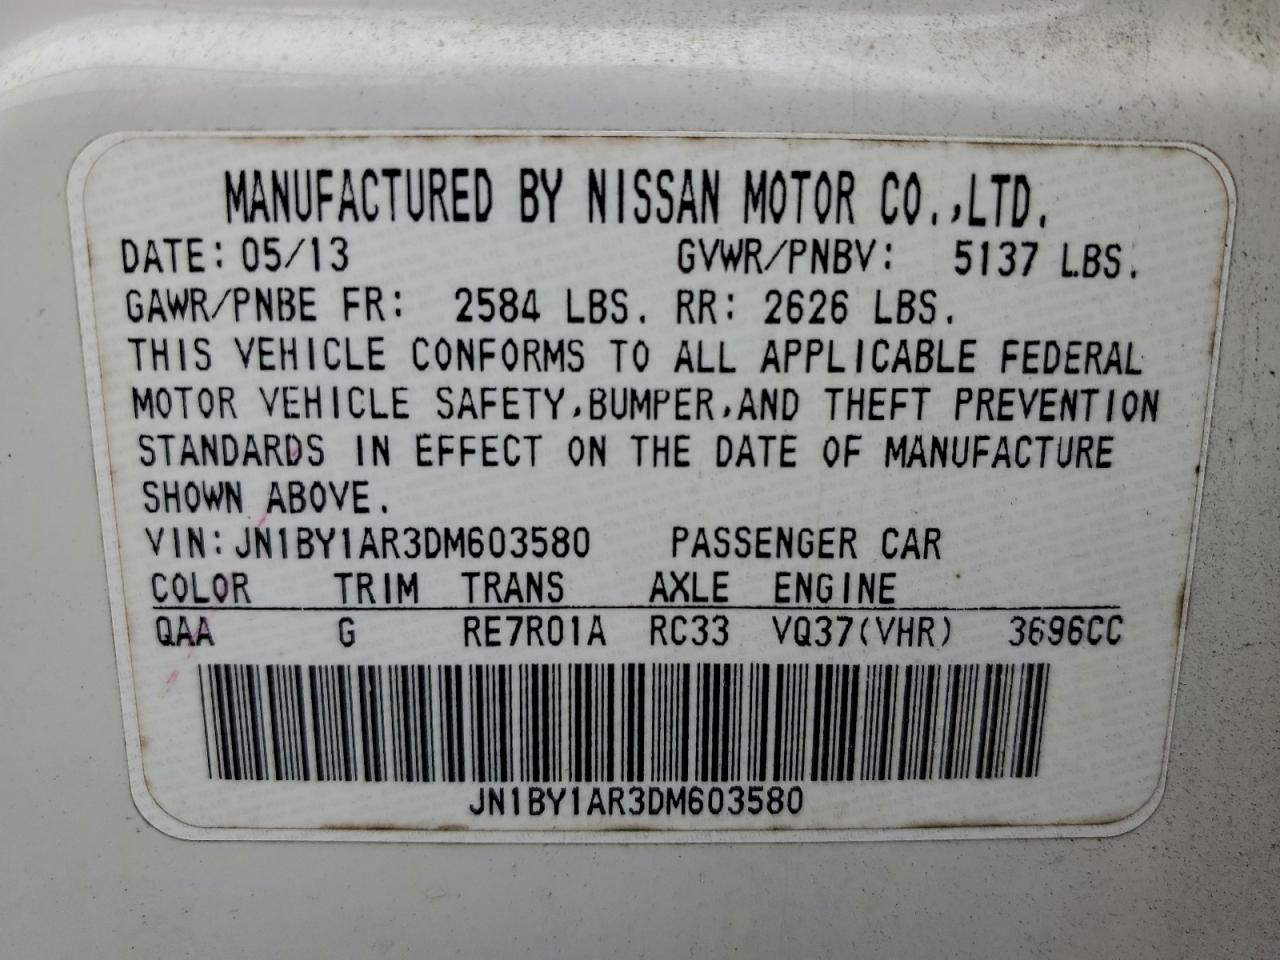 MANUFACTURED BY NISSAN MOTOR CO.,LTD.
DATE: 05/13 GVWR/PNBV: 5137 LBS.
GAWR/PNBE FR: 2584 LBS. RR: 2626 LBS.
THIS VEHICLE CONFORMS TO ALL APPLICABLE FEDERAL
MOTOR VEHICLE SAFETY,BUMPER,AND THEFT PREVENTION
STANDARDS IN EFFECT ON THE DATE OF MANUFACTURE
SHOWN ABOVE.
VIN:JN1BY1AR3DM603580 PASSENGER CAR
COLOR TRIM TRANS AXLE ENGINE
QAA G RE7R01A RC33 VQ37(VHR) 3696CC
JN1BY1AR3DM603580